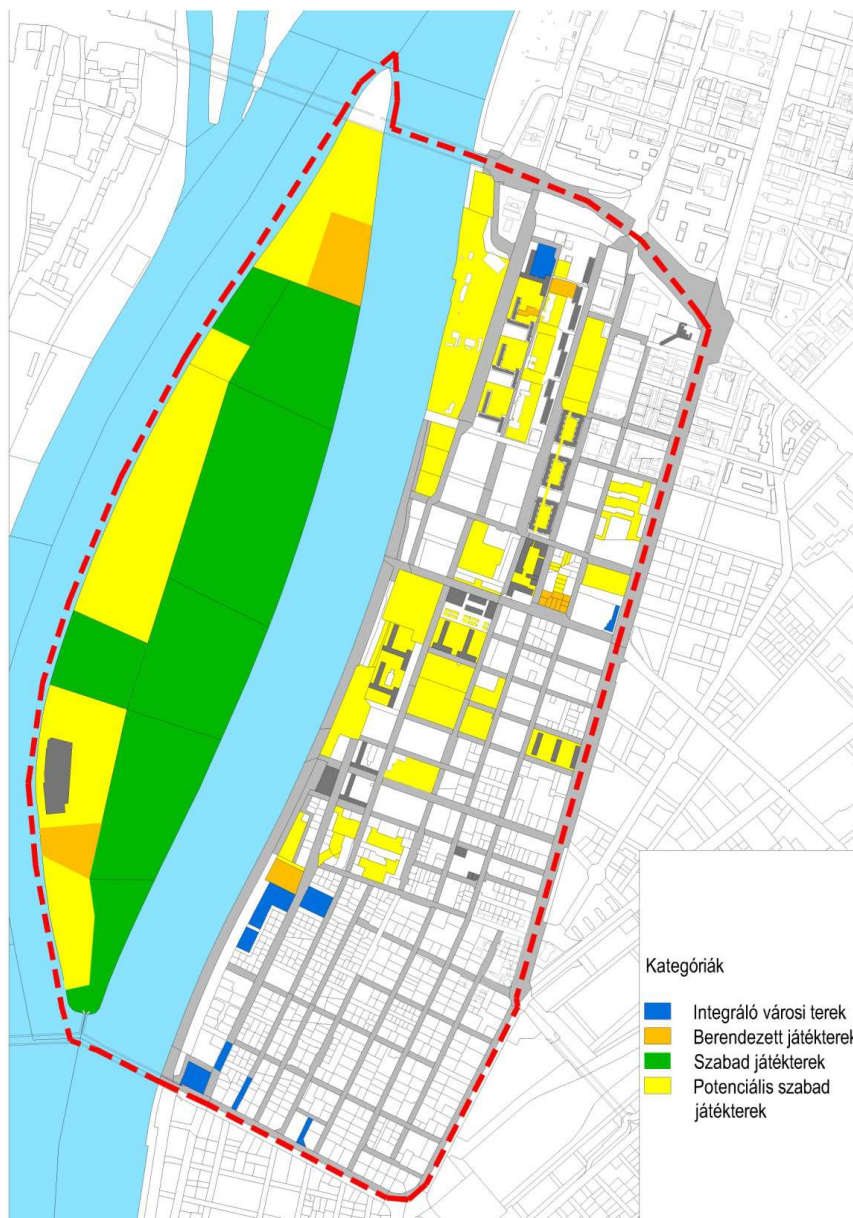 Kategóriák
Integráló városi terek
Berendezett játékterek
Szabad játékterek
Potenciális szabad
játékterek